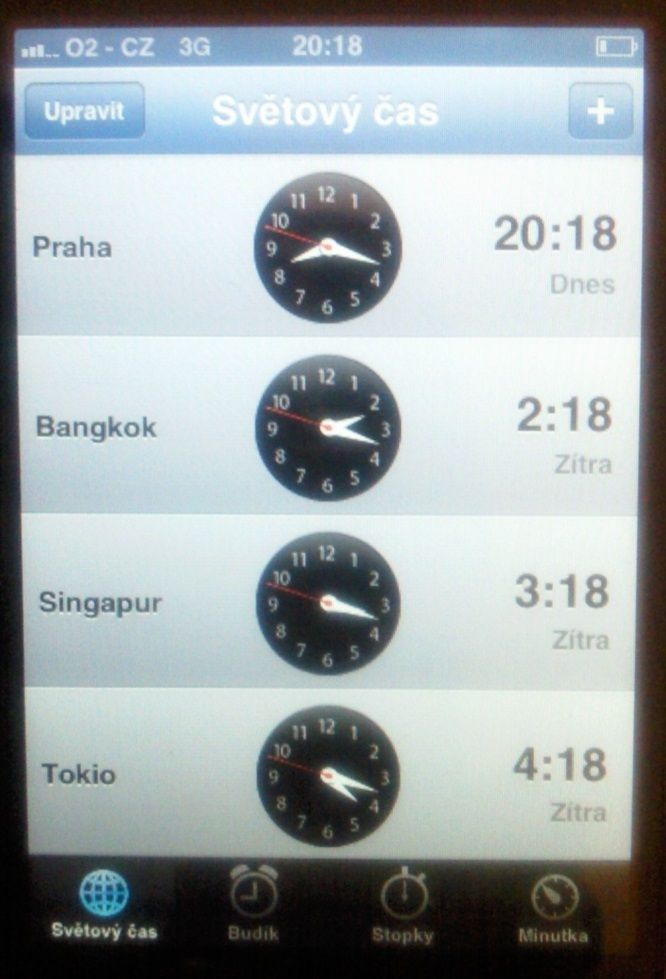 O2 - CZ 3G 20:18
Upravit Světový čas +
Praha 20:18
Dnes
Bangkok 2:18
Zítra
Singapur 3:18
Zítra
Tokio 4:18
Zítra
Světový čas Budík Stopky Minutka